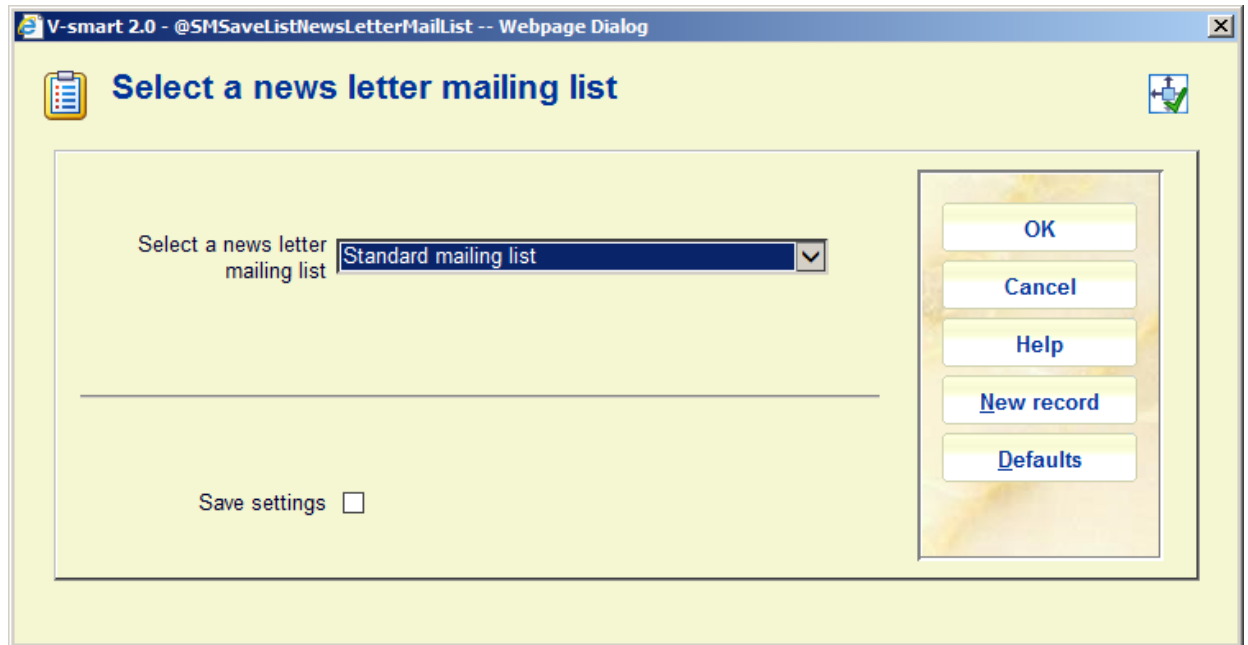 V-smart 2.0 - @SMSaveListNewsLetterMailList -- Webpage Dialog
Select a news letter mailing list
Select a news letter
mailing list
Standard mailing list
Save settings
OK
Cancel
Help
New record
Defaults